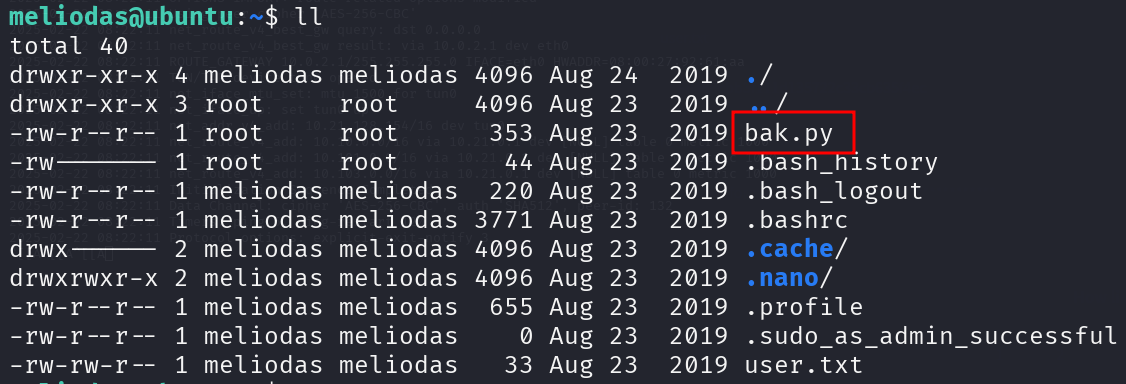 meliodas@ubuntu:~$ ll
total 40
drwxr-xr-x 4 meliodas meliodas 4096 Aug 24  2019 ./
drwxr-xr-x 3 root     root     4096 Aug 23  2019 ../
-rw-r--r-- 1 root     root      353 Aug 23  2019 bak.py
-rw------- 1 root     root       44 Aug 23  2019 .bash_history
-rw-r--r-- 1 meliodas meliodas  220 Aug 23  2019 .bash_logout
-rw-r--r-- 1 meliodas meliodas 3771 Aug 23  2019 .bashrc
drwx------ 2 meliodas meliodas 4096 Aug 23  2019 .cache/
drwxrwxr-x 2 meliodas meliodas 4096 Aug 23  2019 .nano/
-rw-r--r-- 1 meliodas meliodas  655 Aug 23  2019 .profile
-rw-r--r-- 1 meliodas meliodas    0 Aug 23  2019 .sudo_as_admin_successful
-rw-rw-r-- 1 meliodas meliodas   33 Aug 23  2019 user.txt